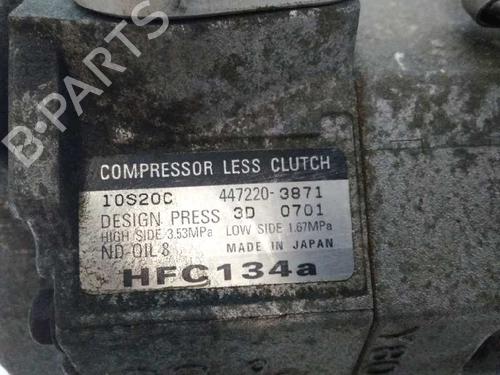 B-PARTS
COMPRESSOR LESS CLUTCH
10S20C 447220-3871
DESIGN PRESS 3D 0701
HIGH SIDE 3.53MPa LOW SIDE 1.67MPa
ND-OIL 8 MADE IN JAPAN
HFC134a